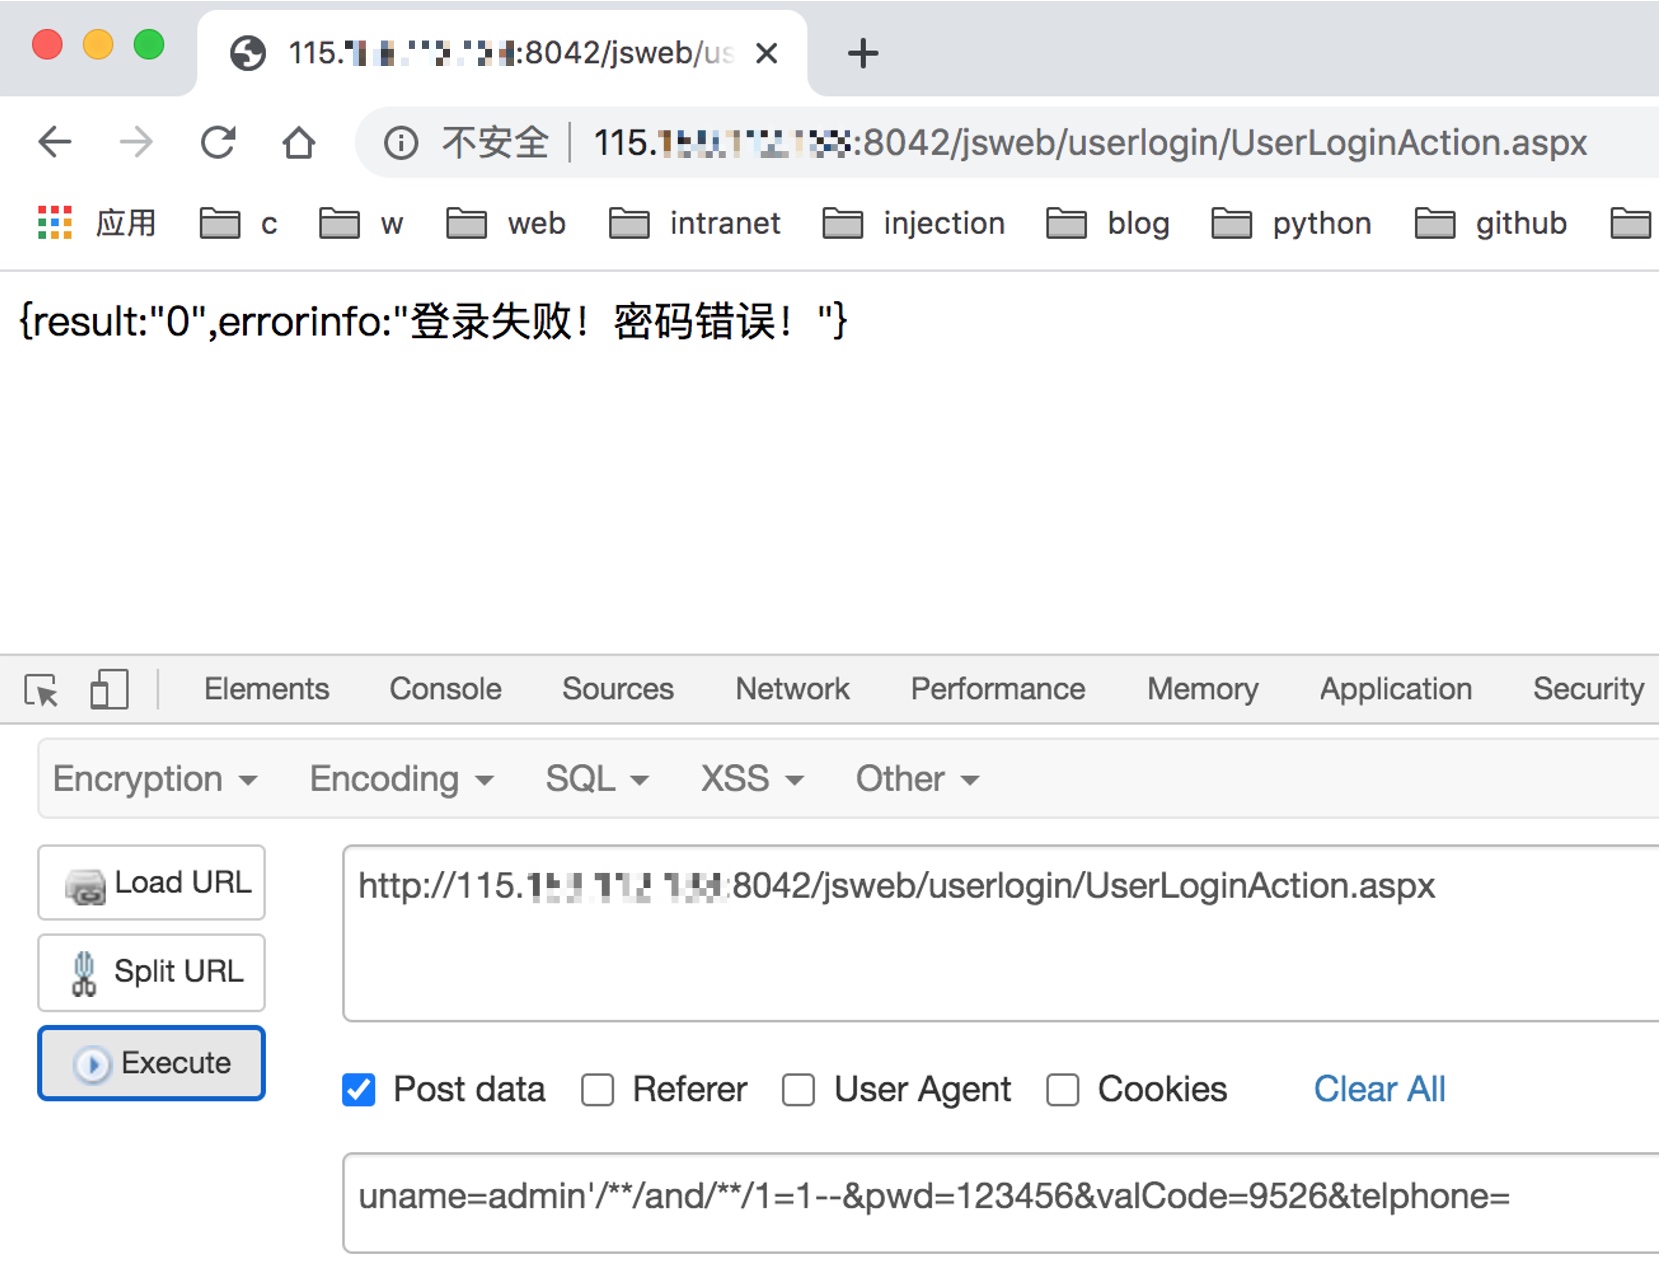 115. :8042/jsweb/us
不安全 115. :8042/jsweb/userlogin/UserLoginAction.aspx
应用 c w web intranet injection blog python github
{result:"0",errorinfo:"登录失败！密码错误！"}
Elements Console Sources Network Performance Memory Application Security
Encryption Encoding SQL XSS Other
Load URL
http://115. :8042/jsweb/userlogin/UserLoginAction.aspx
Split URL
Execute
Post data Referer User Agent Cookies Clear All
uname=admin'/**/and/**/1=1--&pwd=123456&valCode=9526&telphone=